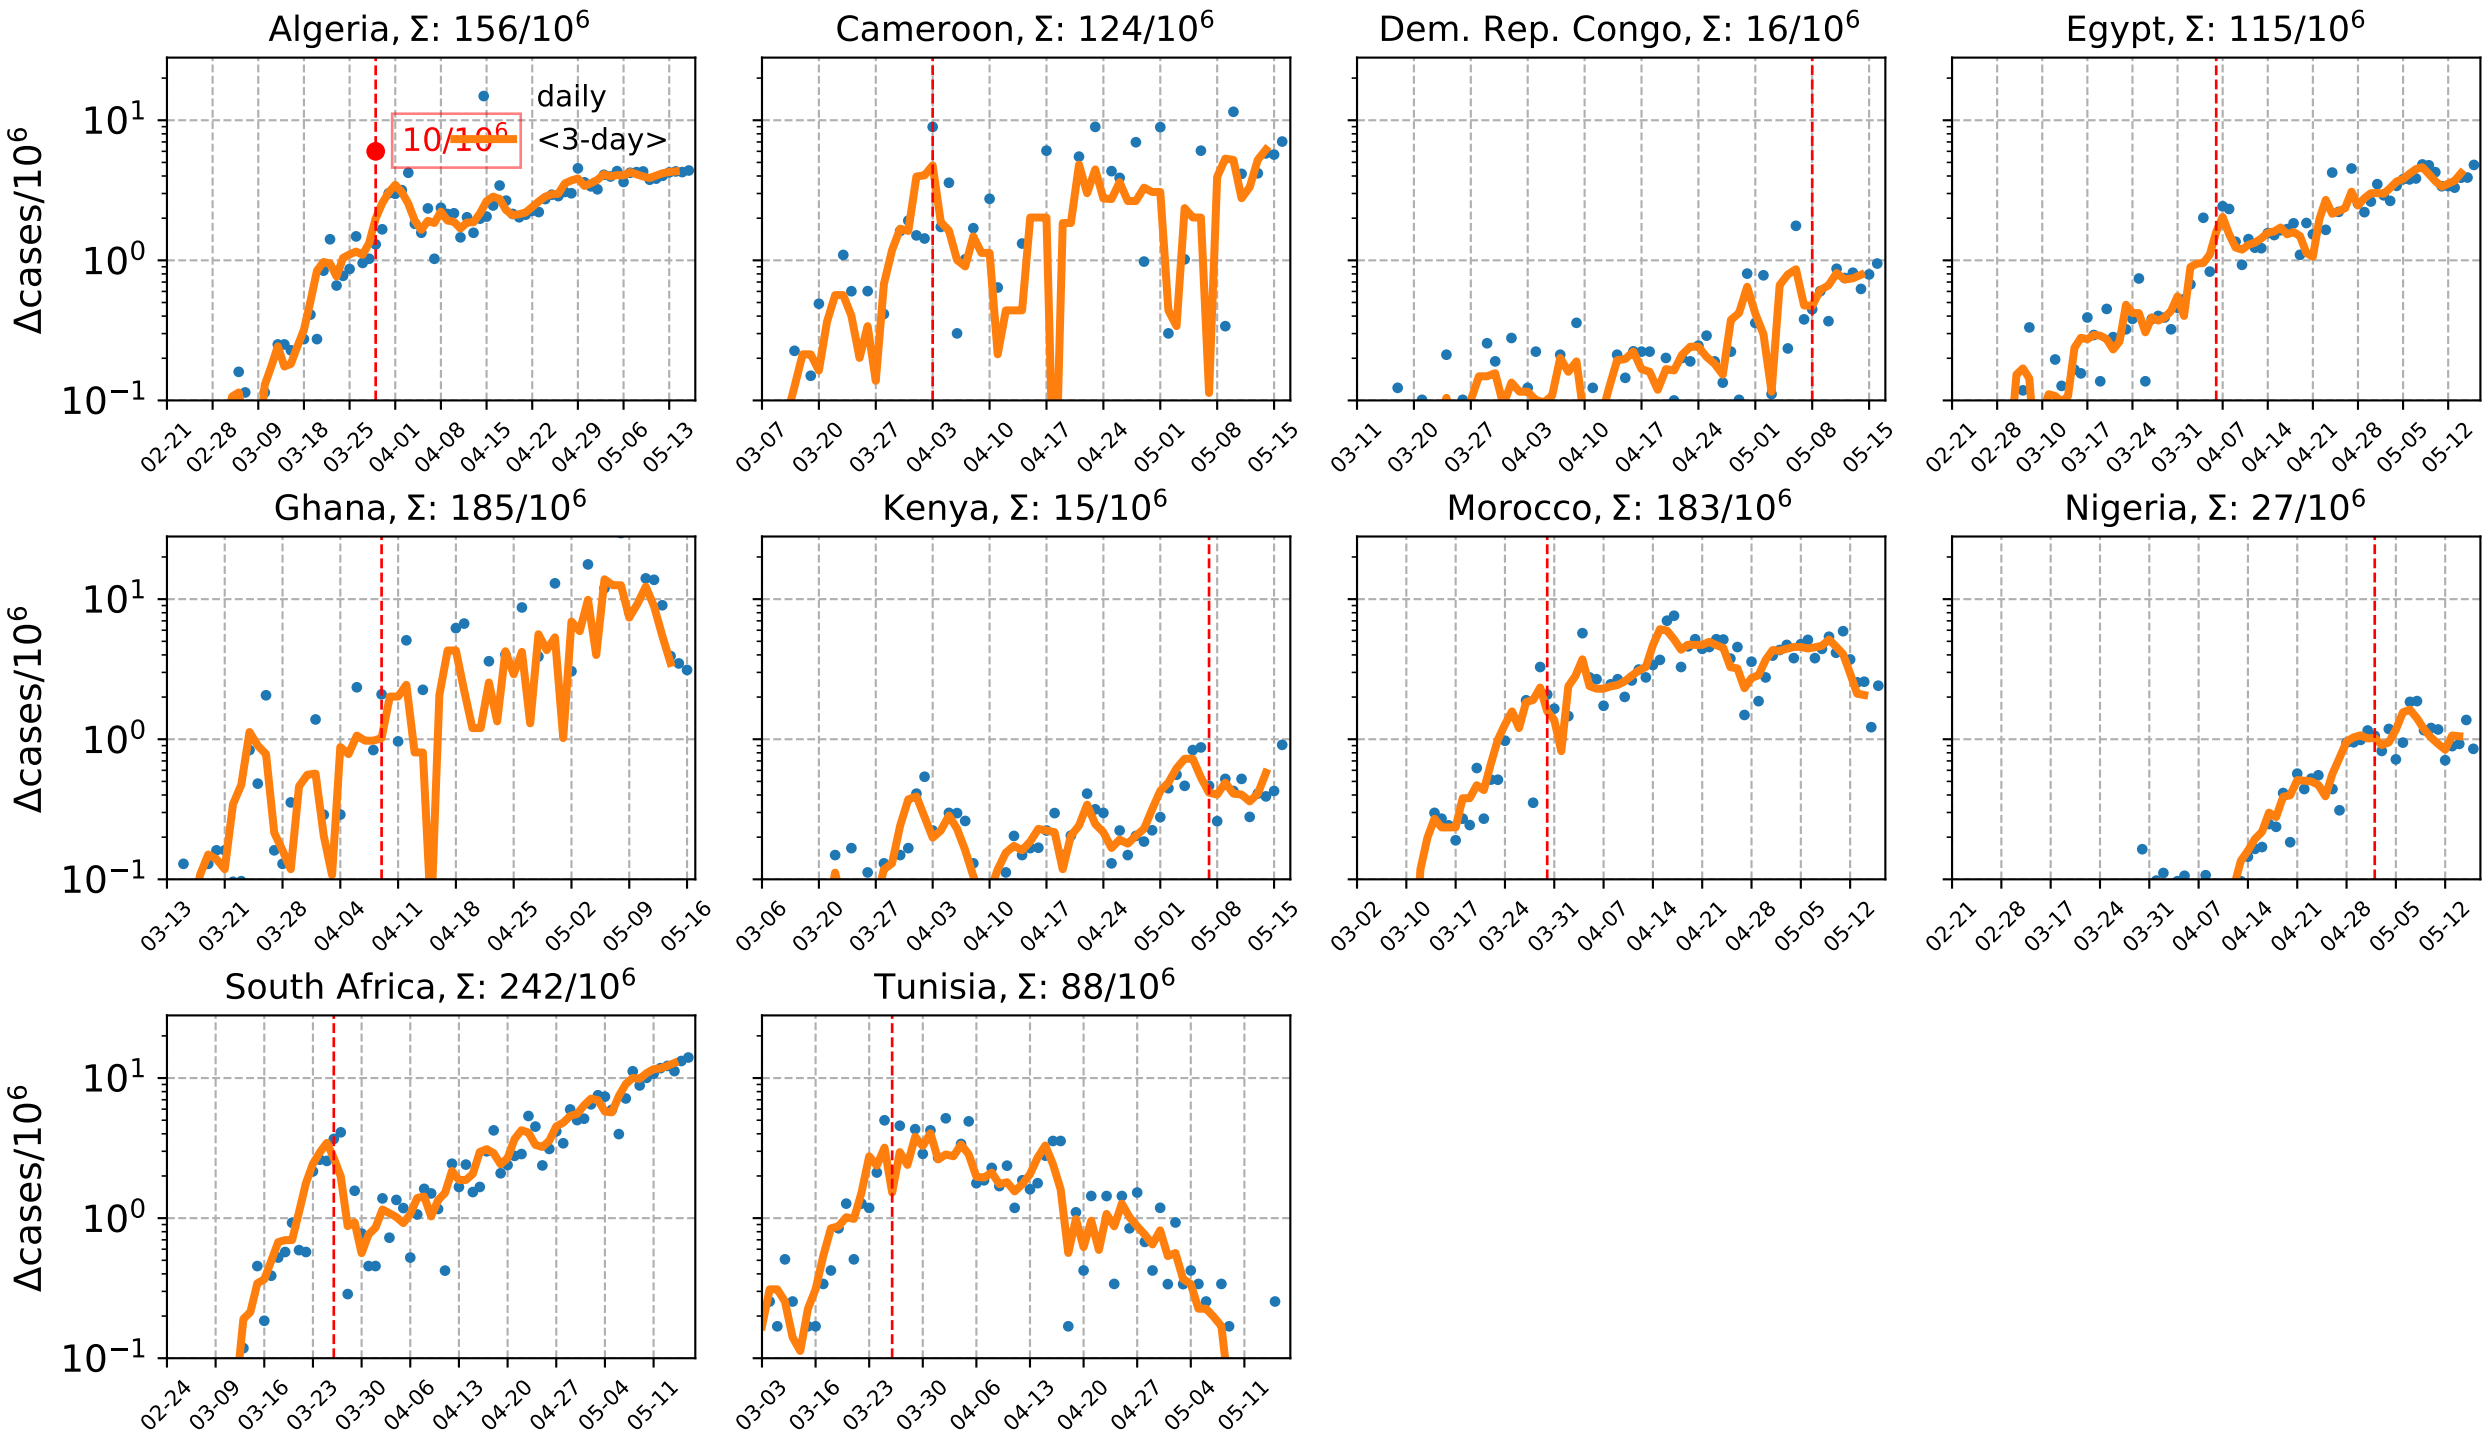 Algeria, Σ: 156/10⁶
Cameroon, Σ: 124/10⁶
Dem. Rep. Congo, Σ: 16/10⁶
Egypt, Σ: 115/10⁶
Δcases/10⁶
10¹
10⁰
10⁻¹
10/10⁶
daily
<3-day>
02-21 02-28 03-09 03-18 03-25 04-01 04-08 04-15 04-22 04-29 05-06 05-13
03-07 03-20 03-27 04-03 04-10 04-17 04-24 05-01 05-08 05-15
03-11 03-20 03-27 04-03 04-10 04-17 04-24 05-01 05-08 05-15
02-21 02-28 03-10 03-17 03-24 03-31 04-07 04-14 04-21 04-28 05-05 05-12
Ghana, Σ: 185/10⁶
Kenya, Σ: 15/10⁶
Morocco, Σ: 183/10⁶
Nigeria, Σ: 27/10⁶
Δcases/10⁶
10¹
10⁰
10⁻¹
03-13 03-21 03-28 04-04 04-11 04-18 04-25 05-02 05-09 05-16
03-06 03-20 03-27 04-03 04-10 04-17 04-24 05-01 05-08 05-15
03-02 03-10 03-17 03-24 03-31 04-07 04-14 04-21 04-28 05-05 05-12
02-21 02-28 03-17 03-24 03-31 04-07 04-14 04-21 04-28 05-05 05-12
South Africa, Σ: 242/10⁶
Tunisia, Σ: 88/10⁶
Δcases/10⁶
10¹
10⁰
10⁻¹
02-24 03-09 03-16 03-23 03-30 04-06 04-13 04-20 04-27 05-04 05-11
03-03 03-16 03-23 03-30 04-06 04-13 04-20 04-27 05-04 05-11